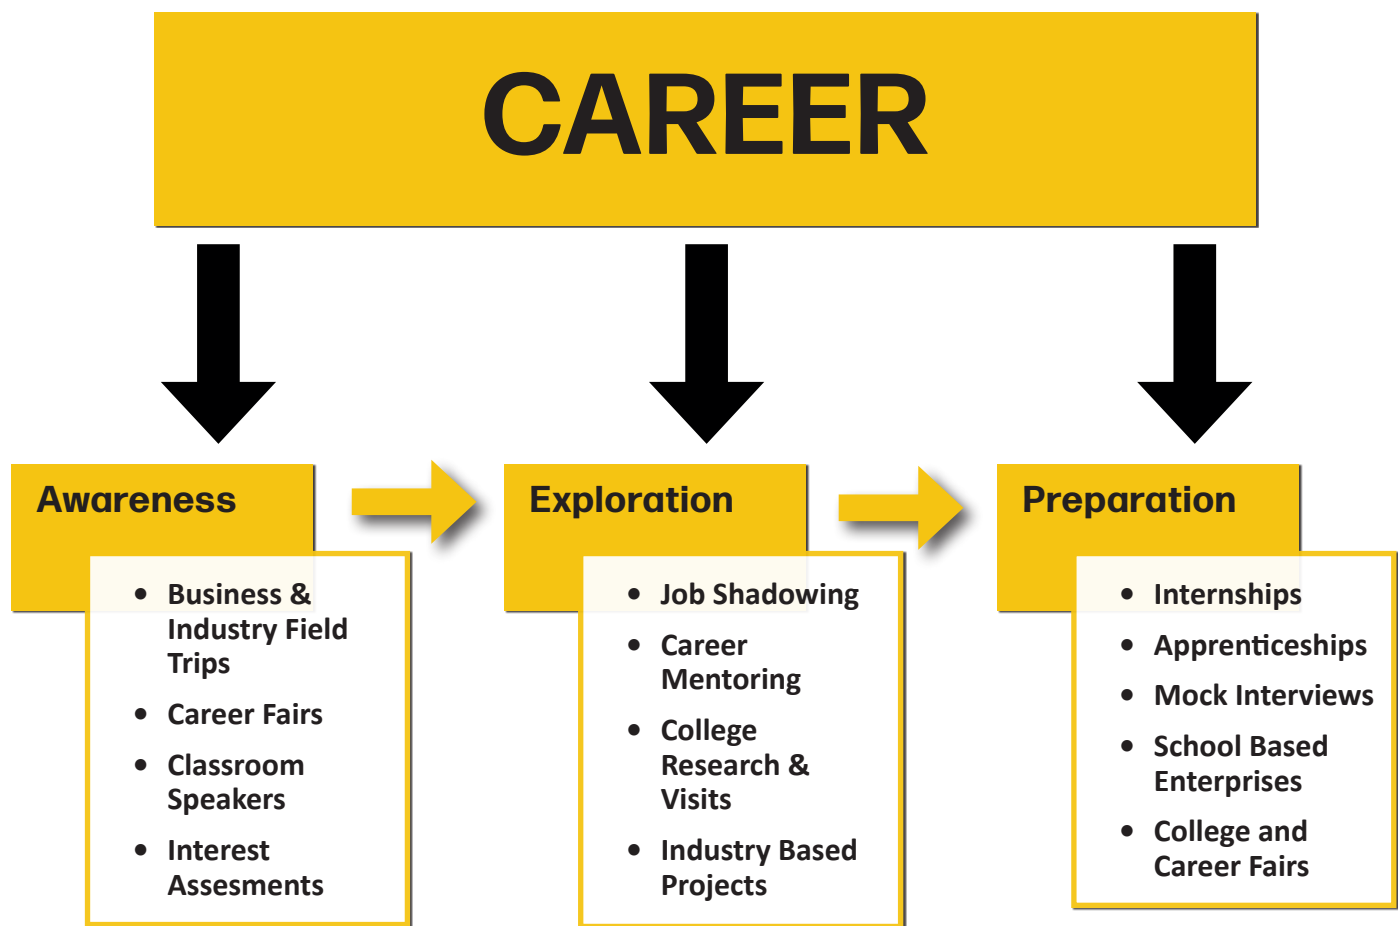 CAREER
Awareness
• Business &
Industry Field
Trips
• Career Fairs
• Classroom
Speakers
• Interest
Assesments
Exploration
• Job Shadowing
• Career
Mentoring
• College
Research &
Visits
• Industry Based
Projects
Preparation
• Internships
• Apprenticeships
• Mock Interviews
• School Based
Enterprises
• College and
Career Fairs